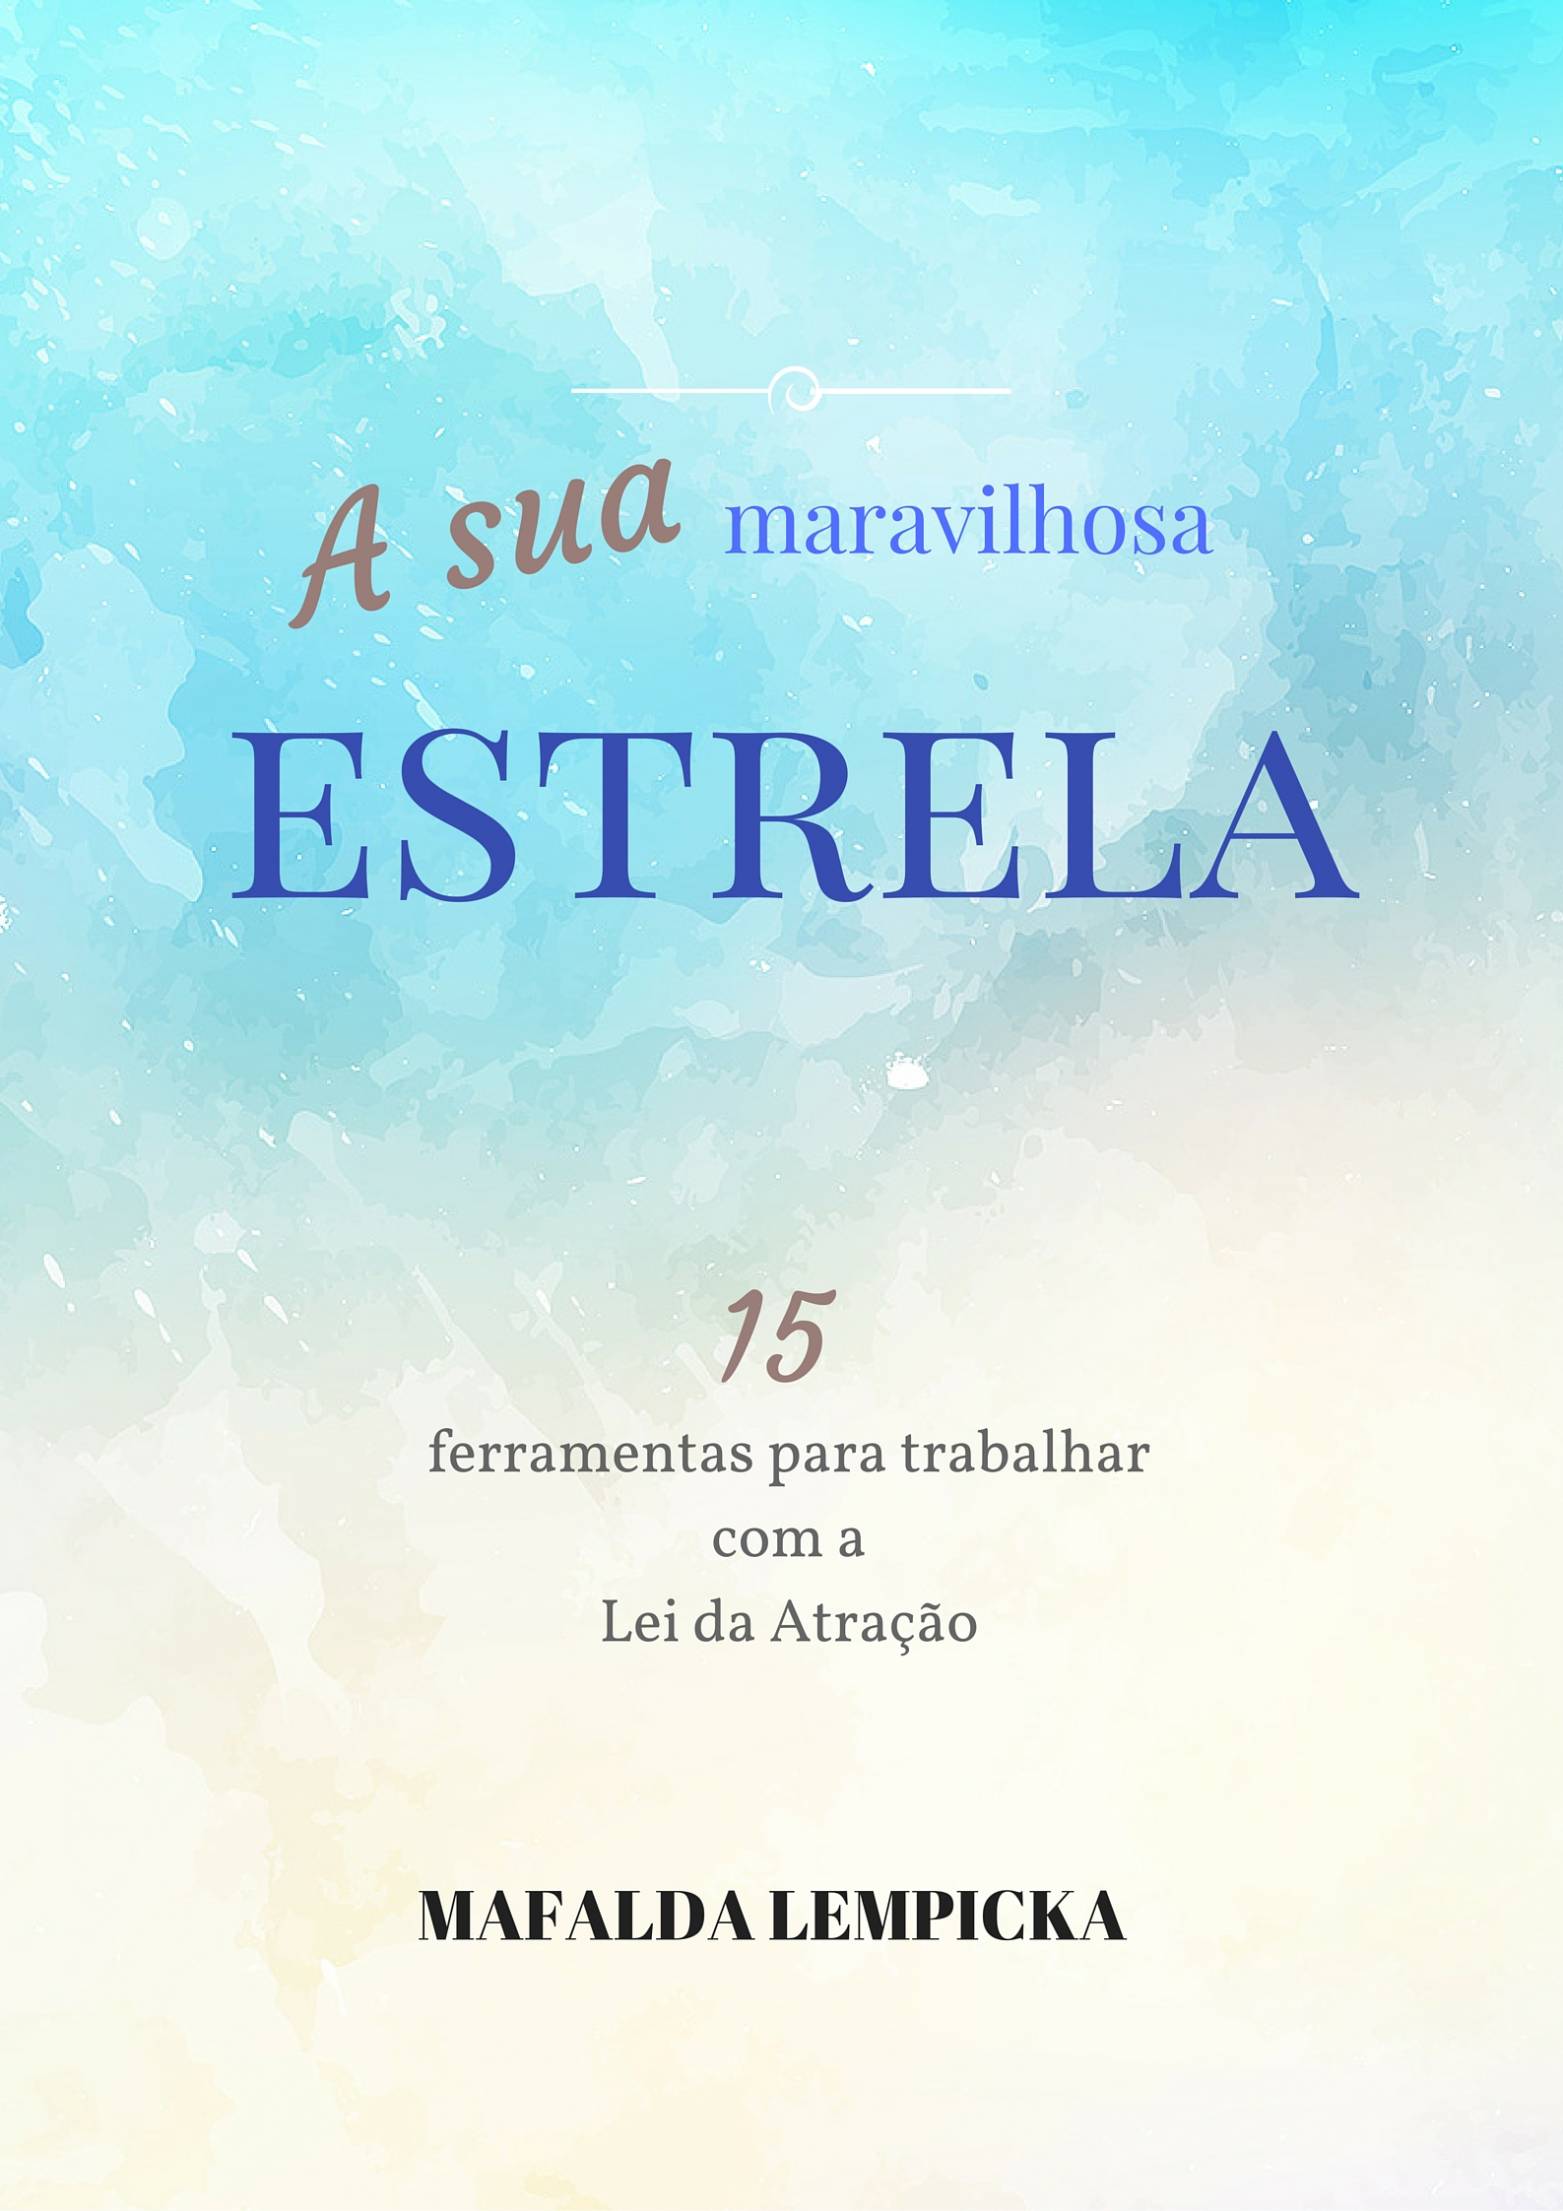 A sua maravilhosa
ESTRELA
15
ferramentas para trabalhar
com a
Lei da Atração
MAFALDA LEMPICKA